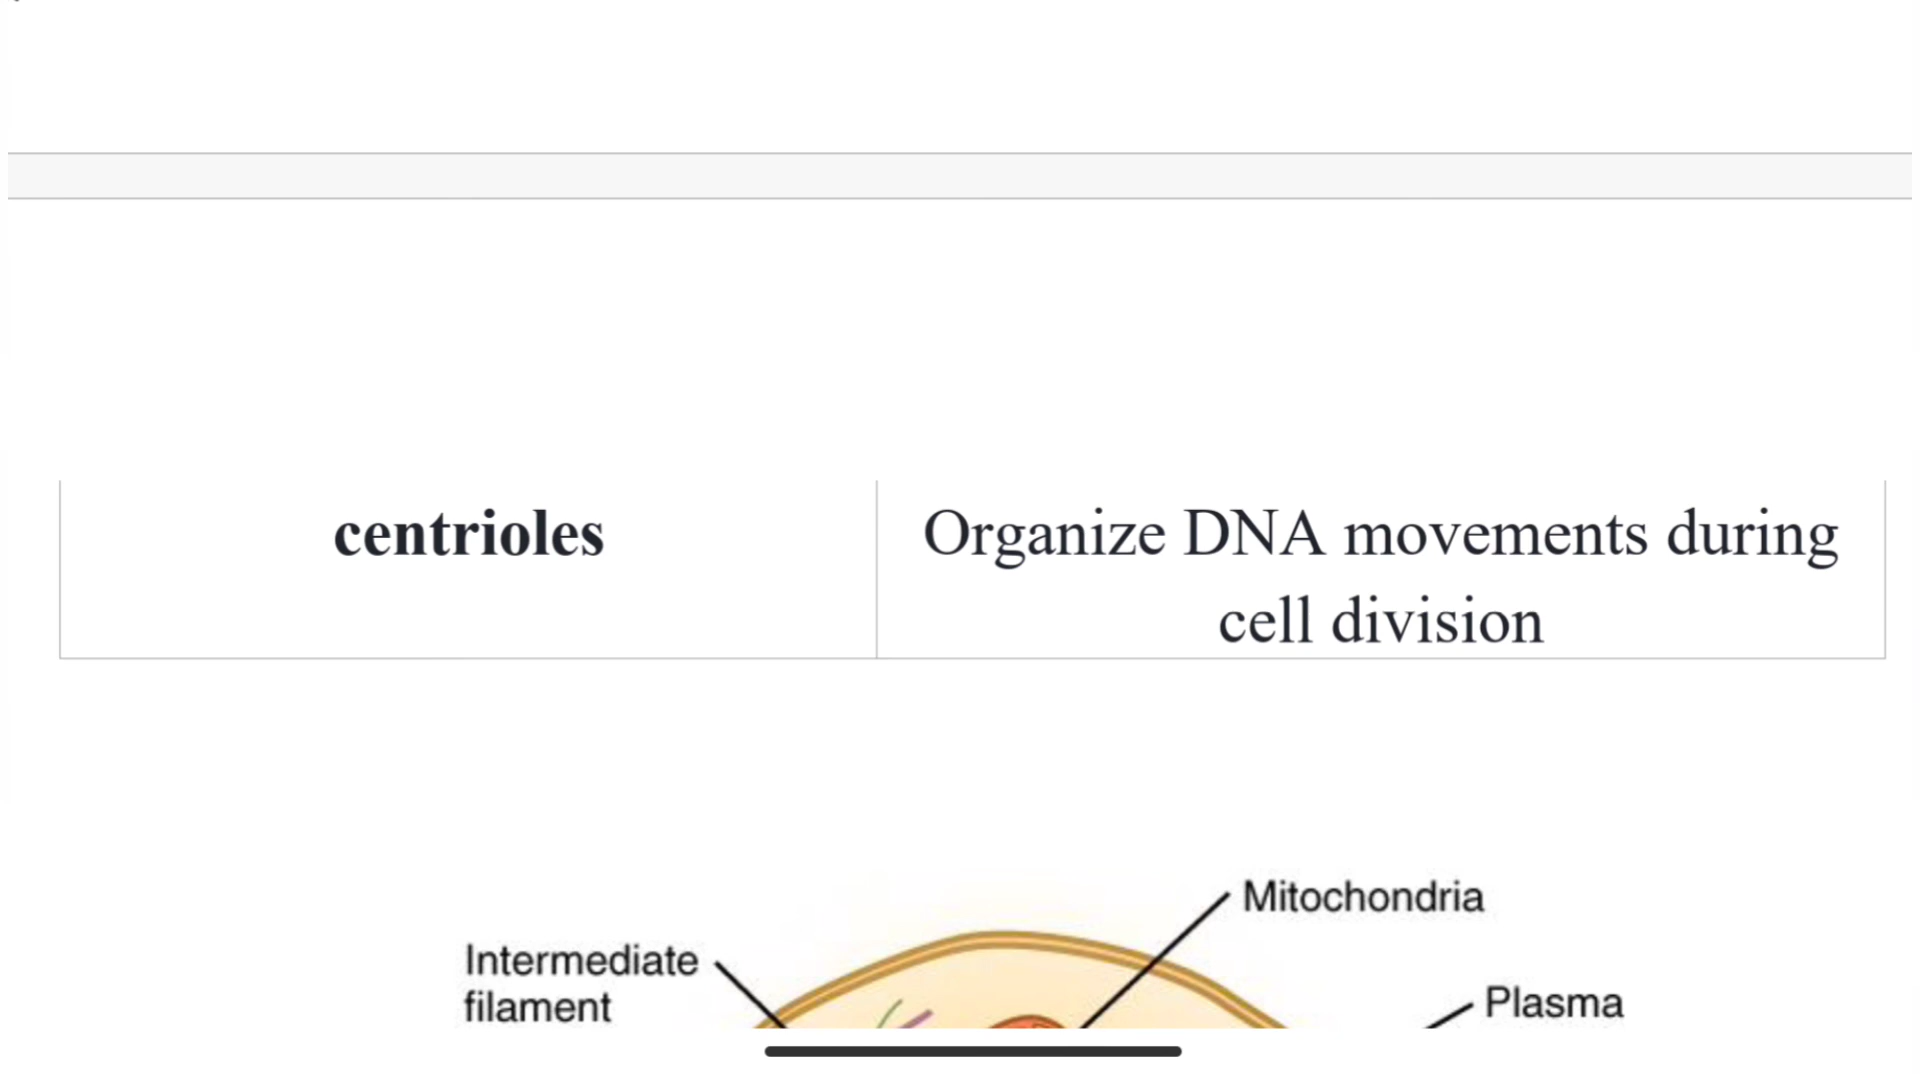 centrioles
Organize DNA movements during
cell division
Mitochondria
Intermediate
filament
Plasma